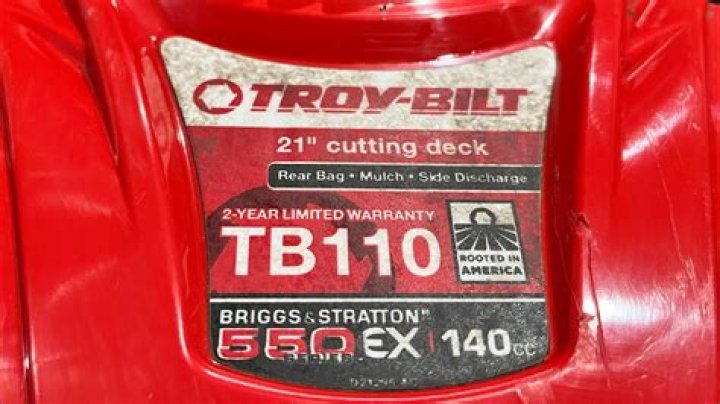 TROY-BILT
21" cutting deck
Rear Bag • Mulch • Side Discharge
2-YEAR LIMITED WARRANTY
TB110
ROOTED IN
AMERICA
BRIGGS & STRATTON™
550 EX 140cc